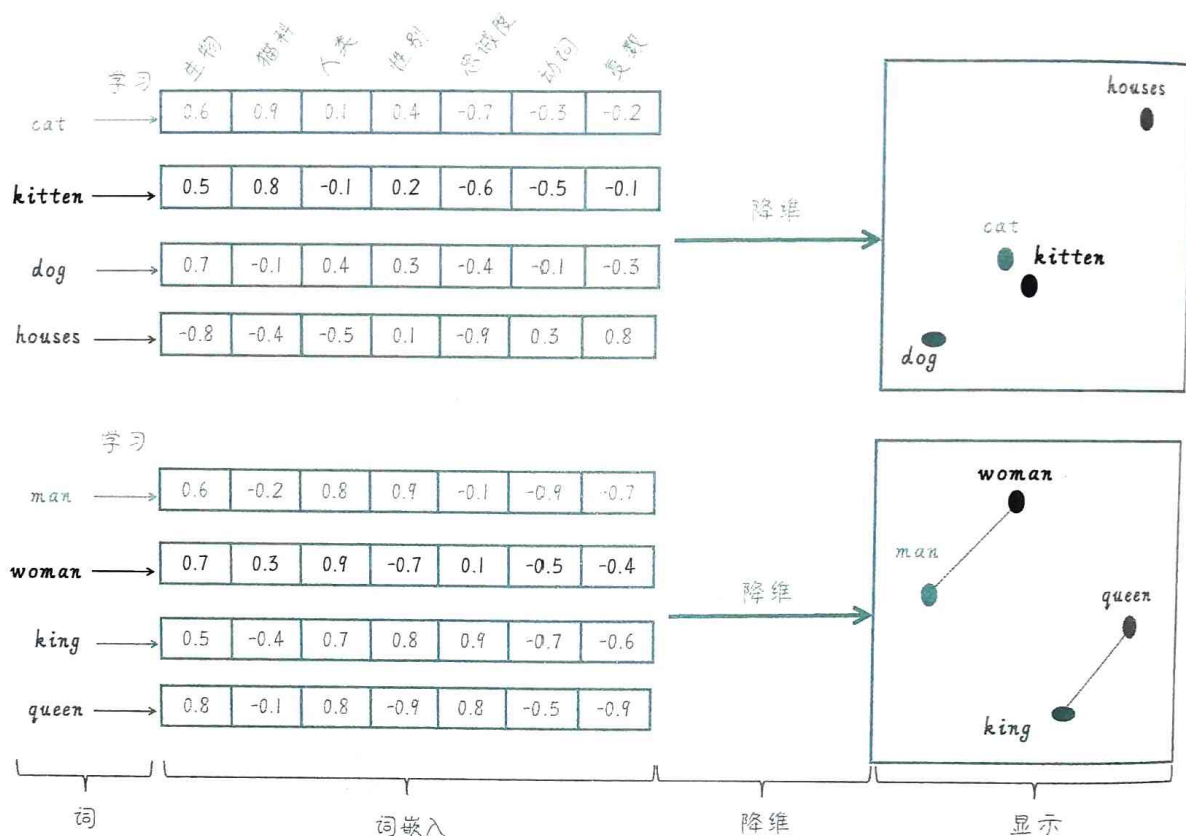 生物 猫科 人类 性别 忠诚度 动词 复数
学习
cat 0.6 0.9 0.1 0.4 -0.7 -0.3 -0.2
kitten 0.5 0.8 -0.1 0.2 -0.6 -0.5 -0.1
dog 0.7 -0.1 0.4 0.3 -0.4 -0.1 -0.3
houses -0.8 -0.4 -0.5 0.1 -0.9 0.3 0.8
降维
houses
cat
kitten
dog
学习
man 0.6 -0.2 0.8 0.9 -0.1 -0.9 -0.7
woman 0.7 0.3 0.9 -0.7 0.1 -0.5 -0.4
king 0.5 -0.4 0.7 0.8 0.9 -0.7 -0.6
queen 0.8 -0.1 0.8 -0.9 0.8 -0.5 -0.9
降维
woman
man
queen
king
词 词嵌入 降维 显示